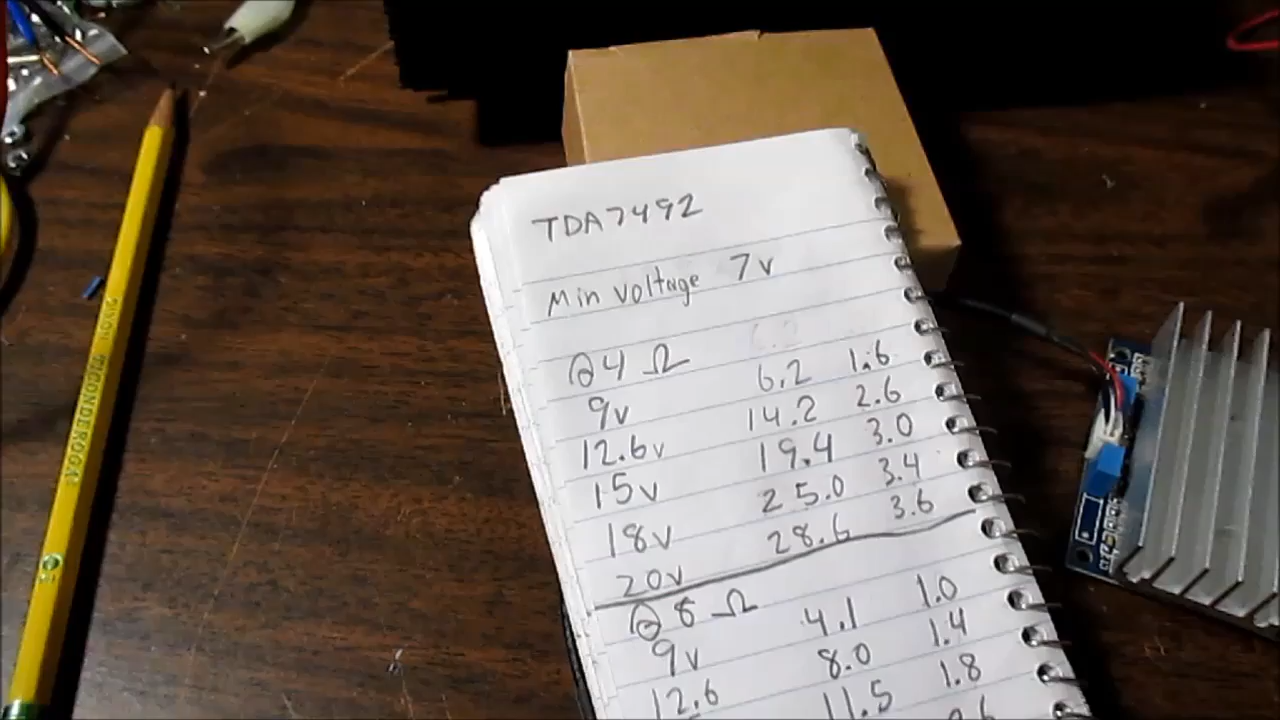 TDA7492
Min voltage 7v
@4 Ω
9v 6.2 1.6
12.6v 14.2 2.6
15v 19.4 3.0
18v 25.0 3.4
20v 28.6 3.6
@8 Ω
9v 4.1 1.0
12.6 8.0 1.4
11.5 1.8
DIXON TICONDEROGA